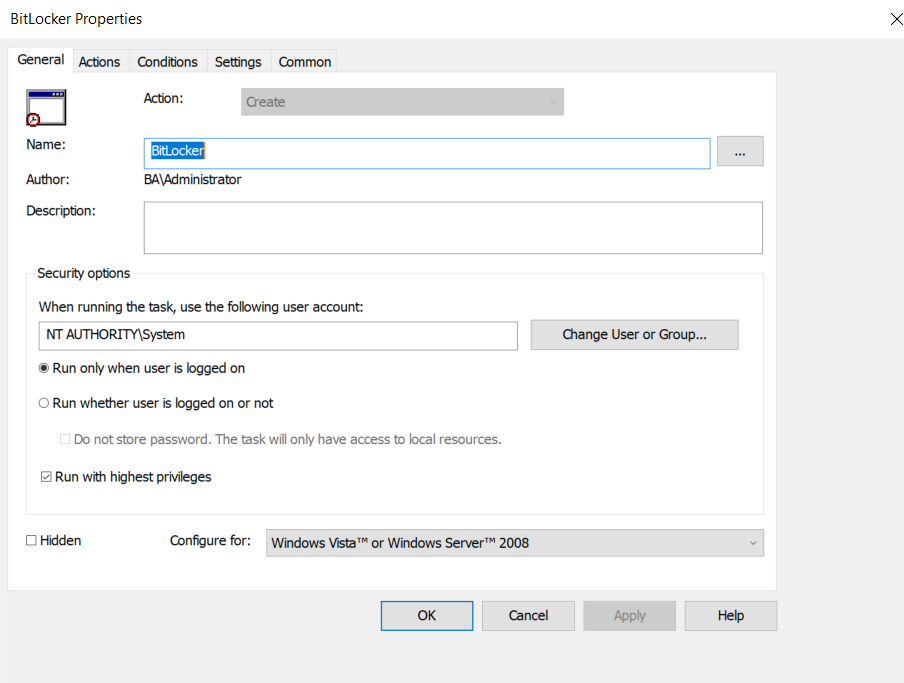 BitLocker Properties
General Actions Conditions Settings Common
Action: Create
Name: BitLocker ...
Author: BA\Administrator
Description:
Security options
When running the task, use the following user account:
NT AUTHORITY\System Change User or Group...
Run only when user is logged on
Run whether user is logged on or not
Do not store password. The task will only have access to local resources.
Run with highest privileges
Hidden Configure for: Windows Vista™ or Windows Server™ 2008
OK Cancel Apply Help